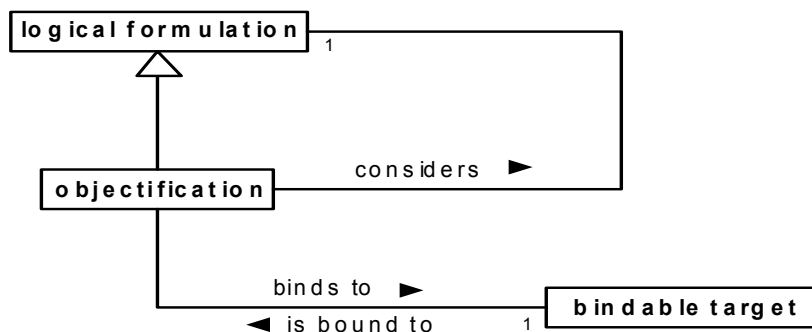 logical formulation
1
considers
objectification
binds to
is bound to
1
bindable target